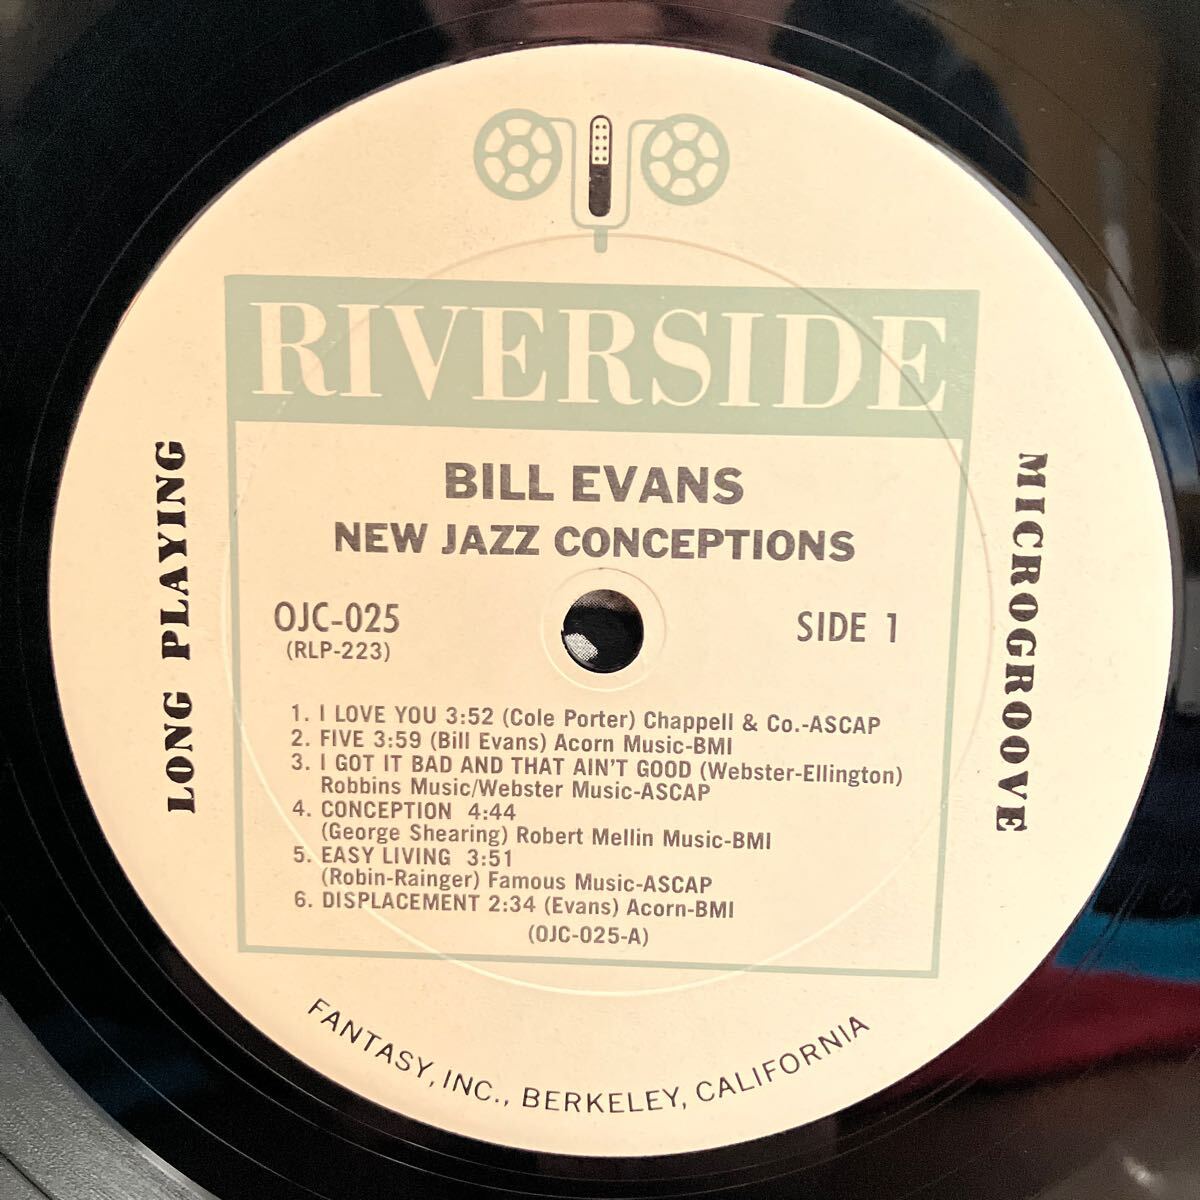 RIVERSIDE
BILL EVANS
NEW JAZZ CONCEPTIONS
OJC-025
(RLP-223)
SIDE 1
LONG PLAYING
MICROGROOVE
1. I LOVE YOU 3:52 (Cole Porter) Chappell & Co.-ASCAP
2. FIVE 3:59 (Bill Evans) Acorn Music-BMI
3. I GOT IT BAD AND THAT AIN'T GOOD (Webster-Ellington)
Robbins Music/Webster Music-ASCAP
4. CONCEPTION 4:44
(George Shearing) Robert Mellin Music-BMI
5. EASY LIVING 3:51
(Robin-Rainger) Famous Music-ASCAP
6. DISPLACEMENT 2:34 (Evans) Acorn-BMI
(OJC-025-A)
FANTASY, INC., BERKELEY, CALIFORNIA